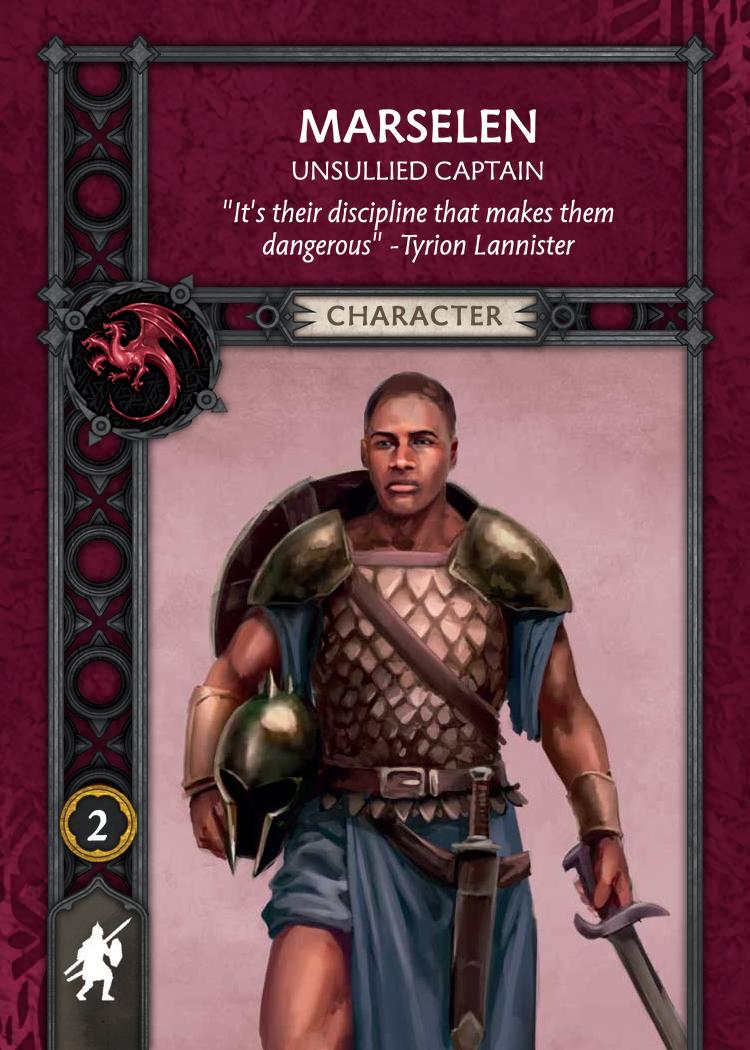 MARSELEN
UNSULLIED CAPTAIN
"It's their discipline that makes them
dangerous" -Tyrion Lannister
CHARACTER
2